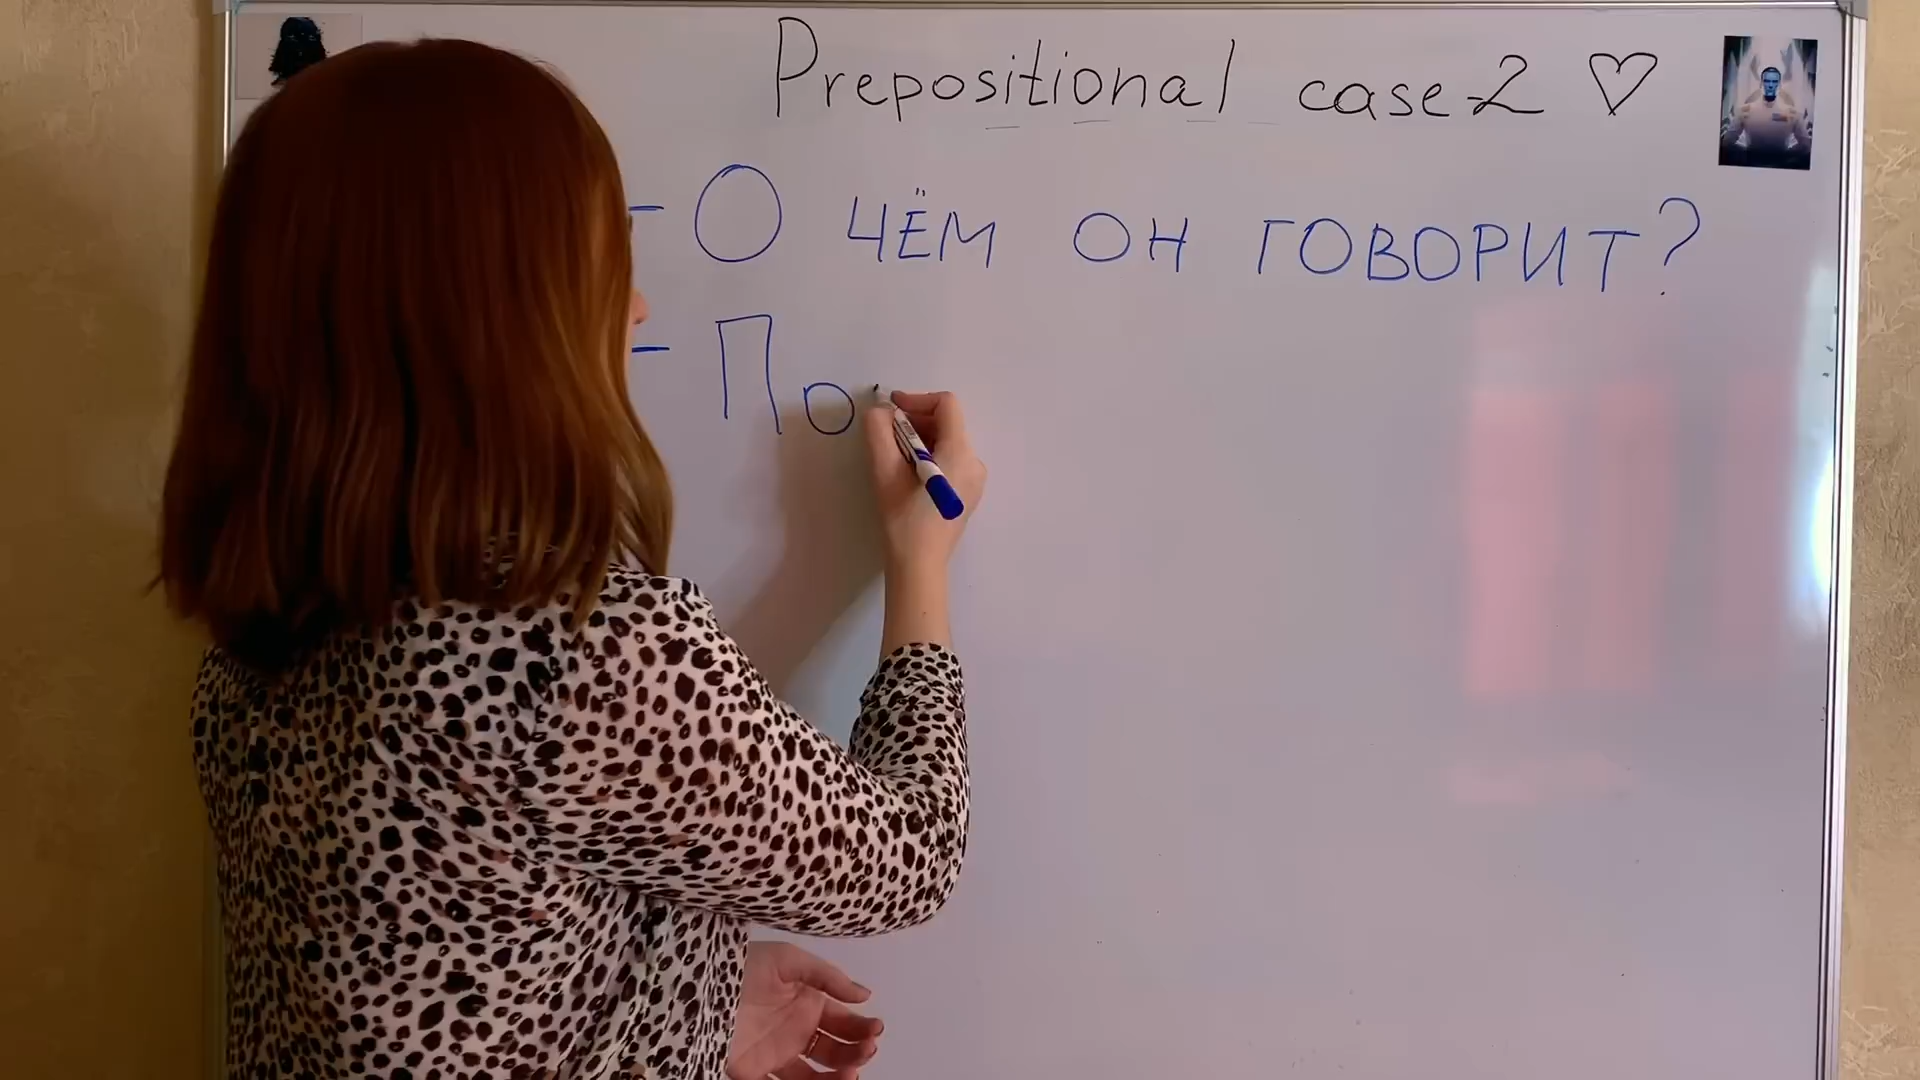 Prepositional case-2 ♡
- О ЧЁМ ОН ГОВОРИТ?
- По